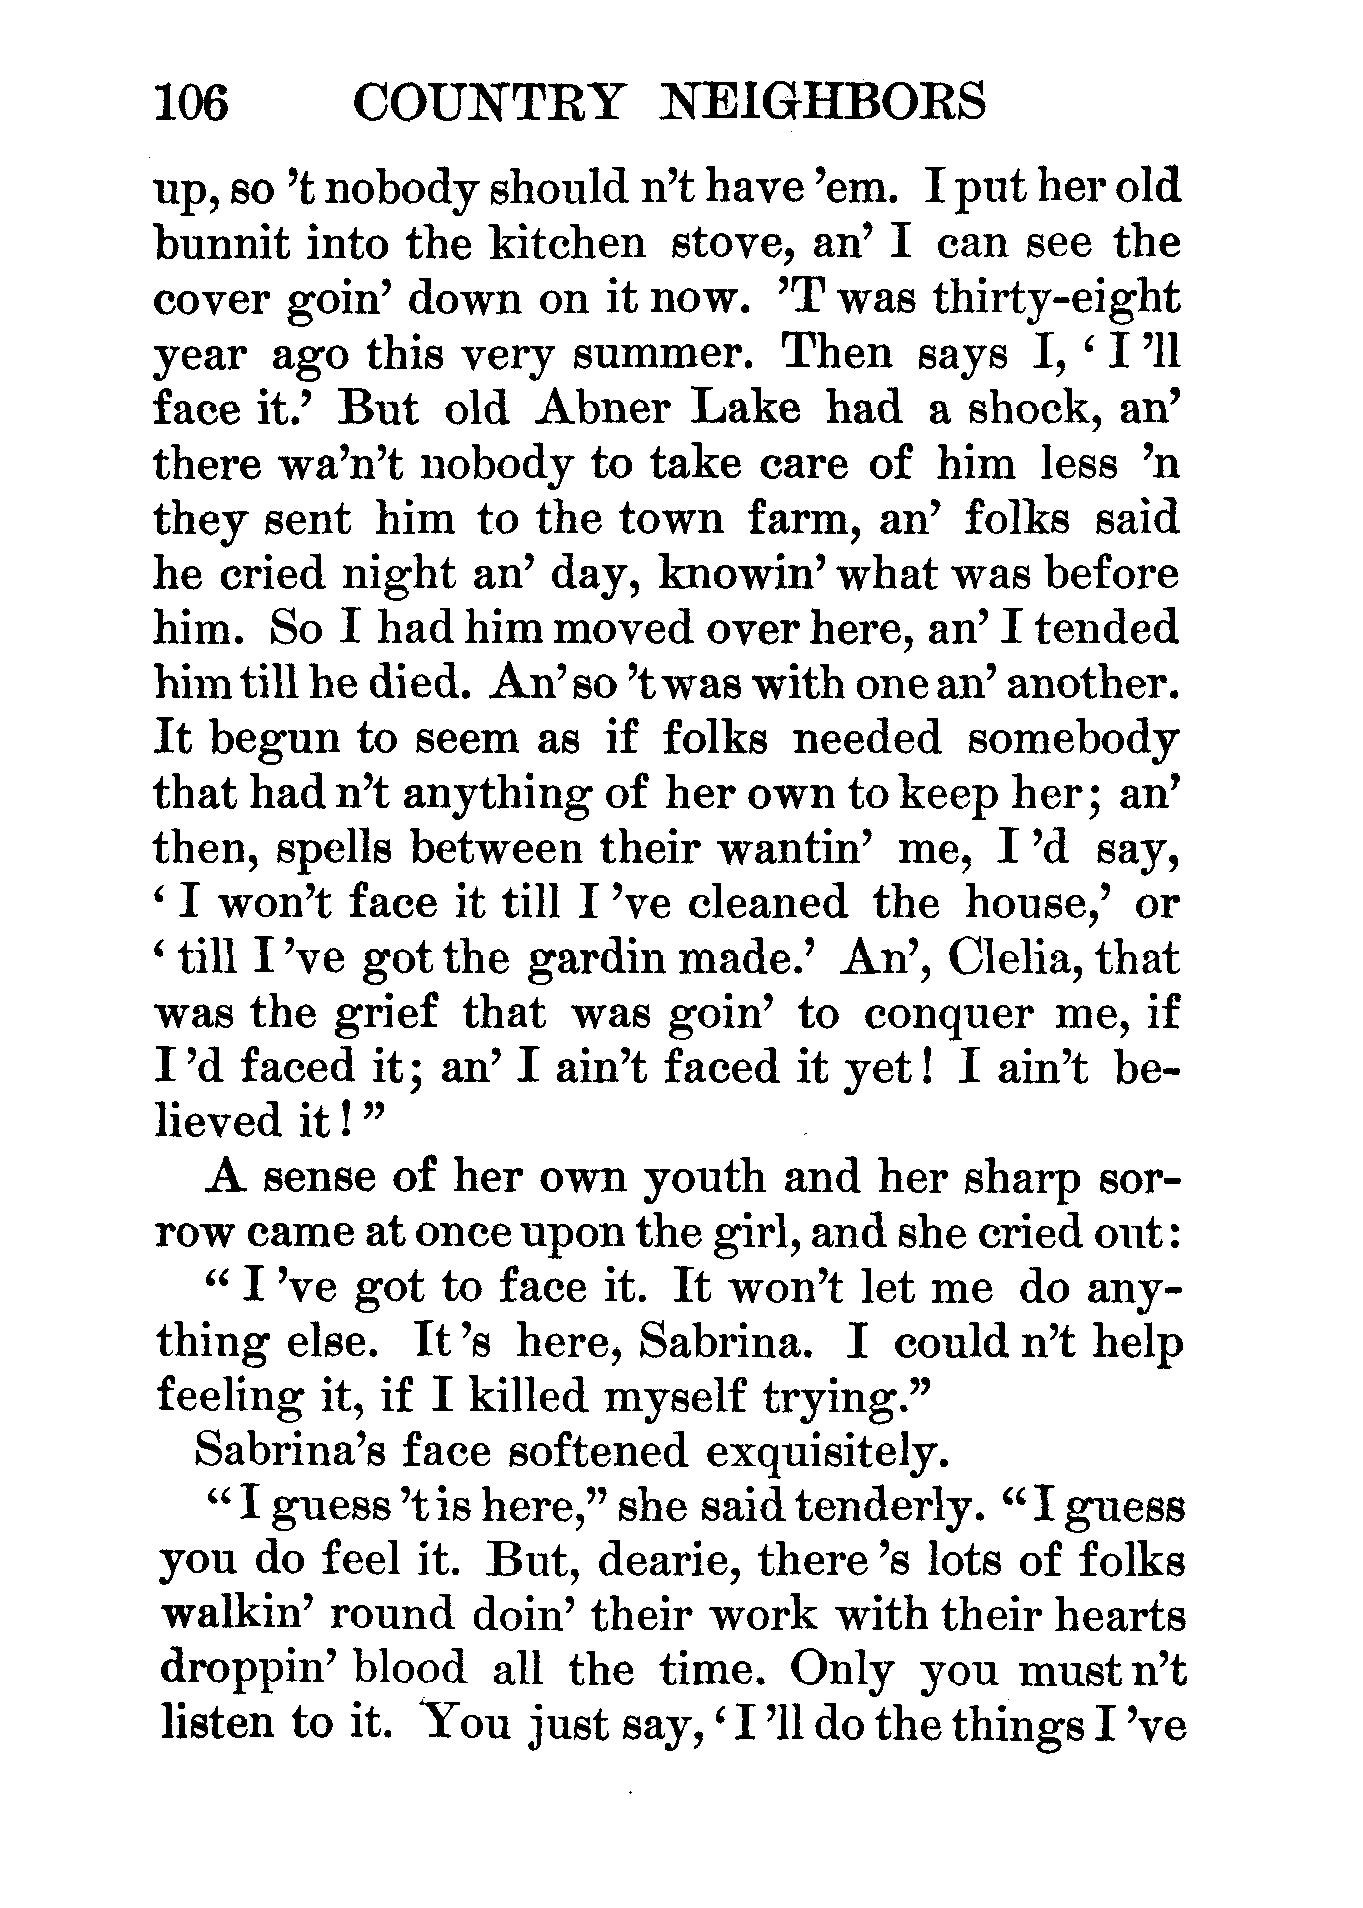 106 COUNTRY NEIGHBORS
up, so 't nobody should n't have 'em. I put her old
bunnit into the kitchen stove, an' I can see the
cover goin' down on it now. 'T was thirty-eight
year ago this very summer. Then says I, ' I 'll
face it.' But old Abner Lake had a shock, an'
there wa'n't nobody to take care of him less 'n
they sent him to the town farm, an' folks said
he cried night an' day, knowin' what was before
him. So I had him moved over here, an' I tended
him till he died. An' so 't was with one an' another.
It begun to seem as if folks needed somebody
that had n't anything of her own to keep her; an'
then, spells between their wantin' me, I 'd say,
' I won't face it till I 've cleaned the house,' or
' till I 've got the gardin made.' An', Clelia, that
was the grief that was goin' to conquer me, if
I 'd faced it; an' I ain't faced it yet! I ain't be-
lieved it! "
A sense of her own youth and her sharp sor-
row came at once upon the girl, and she cried out:
" I 've got to face it. It won't let me do any-
thing else. It 's here, Sabrina. I could n't help
feeling it, if I killed myself trying."
Sabrina's face softened exquisitely.
" I guess 't is here," she said tenderly. " I guess
you do feel it. But, dearie, there 's lots of folks
walkin' round doin' their work with their hearts
droppin' blood all the time. Only you must n't
listen to it. You just say, ' I 'll do the things I 've